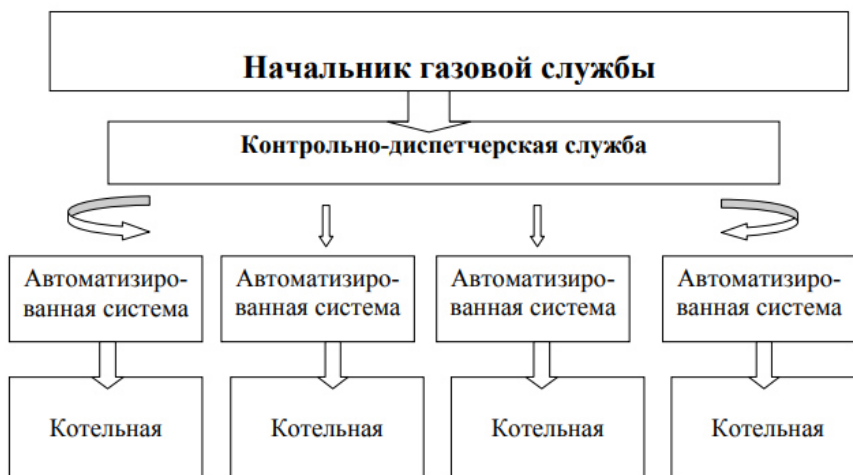 Начальник газовой службы
Контрольно-диспетчерская служба
Автоматизиро-
ванная система
Автоматизиро-
ванная система
Автоматизиро-
ванная система
Автоматизиро-
ванная система
Котельная
Котельная
Котельная
Котельная